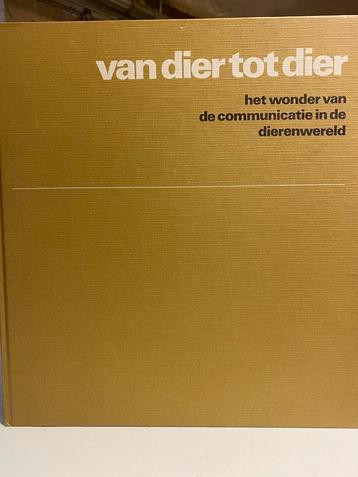 van dier tot dier
het wonder van
de communicatie in de
dierenwereld